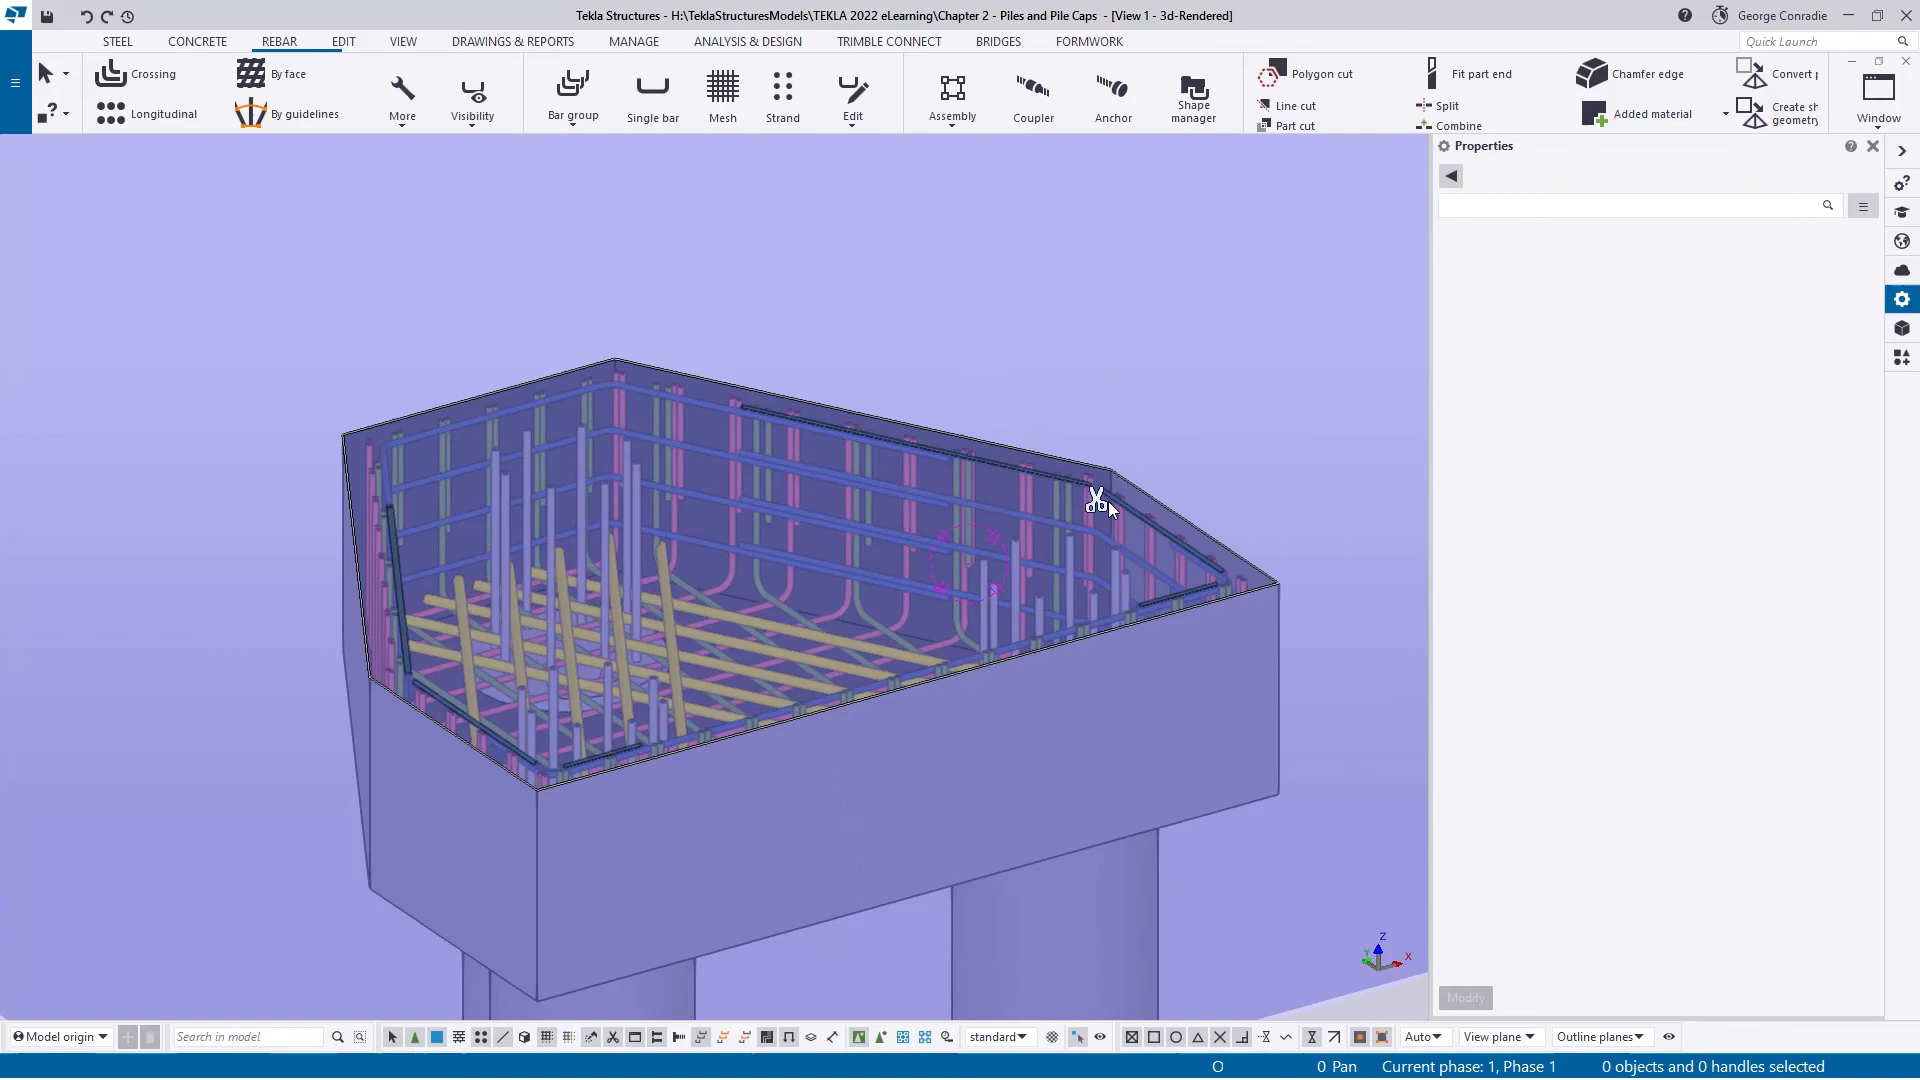 Tekla Structures - H:\TeklaStructuresModels\TEKLA 2022 eLearning\Chapter 2 - Piles and Pile Caps - [View 1 - 3d-Rendered]
George Conradie
STEEL CONCRETE REBAR EDIT VIEW DRAWINGS & REPORTS MANAGE ANALYSIS & DESIGN TRIMBLE CONNECT BRIDGES FORMWORK
Quick Launch
Crossing
By face
Longitudinal
By guidelines
More
Visibility
Bar group
Single bar
Mesh
Strand
Edit
Assembly
Coupler
Anchor
Shape
manager
Polygon cut
Line cut
Part cut
Fit part end
Split
Combine
Chamfer edge
Added material
Convert
Create sh
geometry
Window
Properties
Z
Y
X
Modify
Model origin
Search in model
standard
Auto
View plane
Outline planes
O
0 Pan
Current phase: 1, Phase 1
0 objects and 0 handles selected